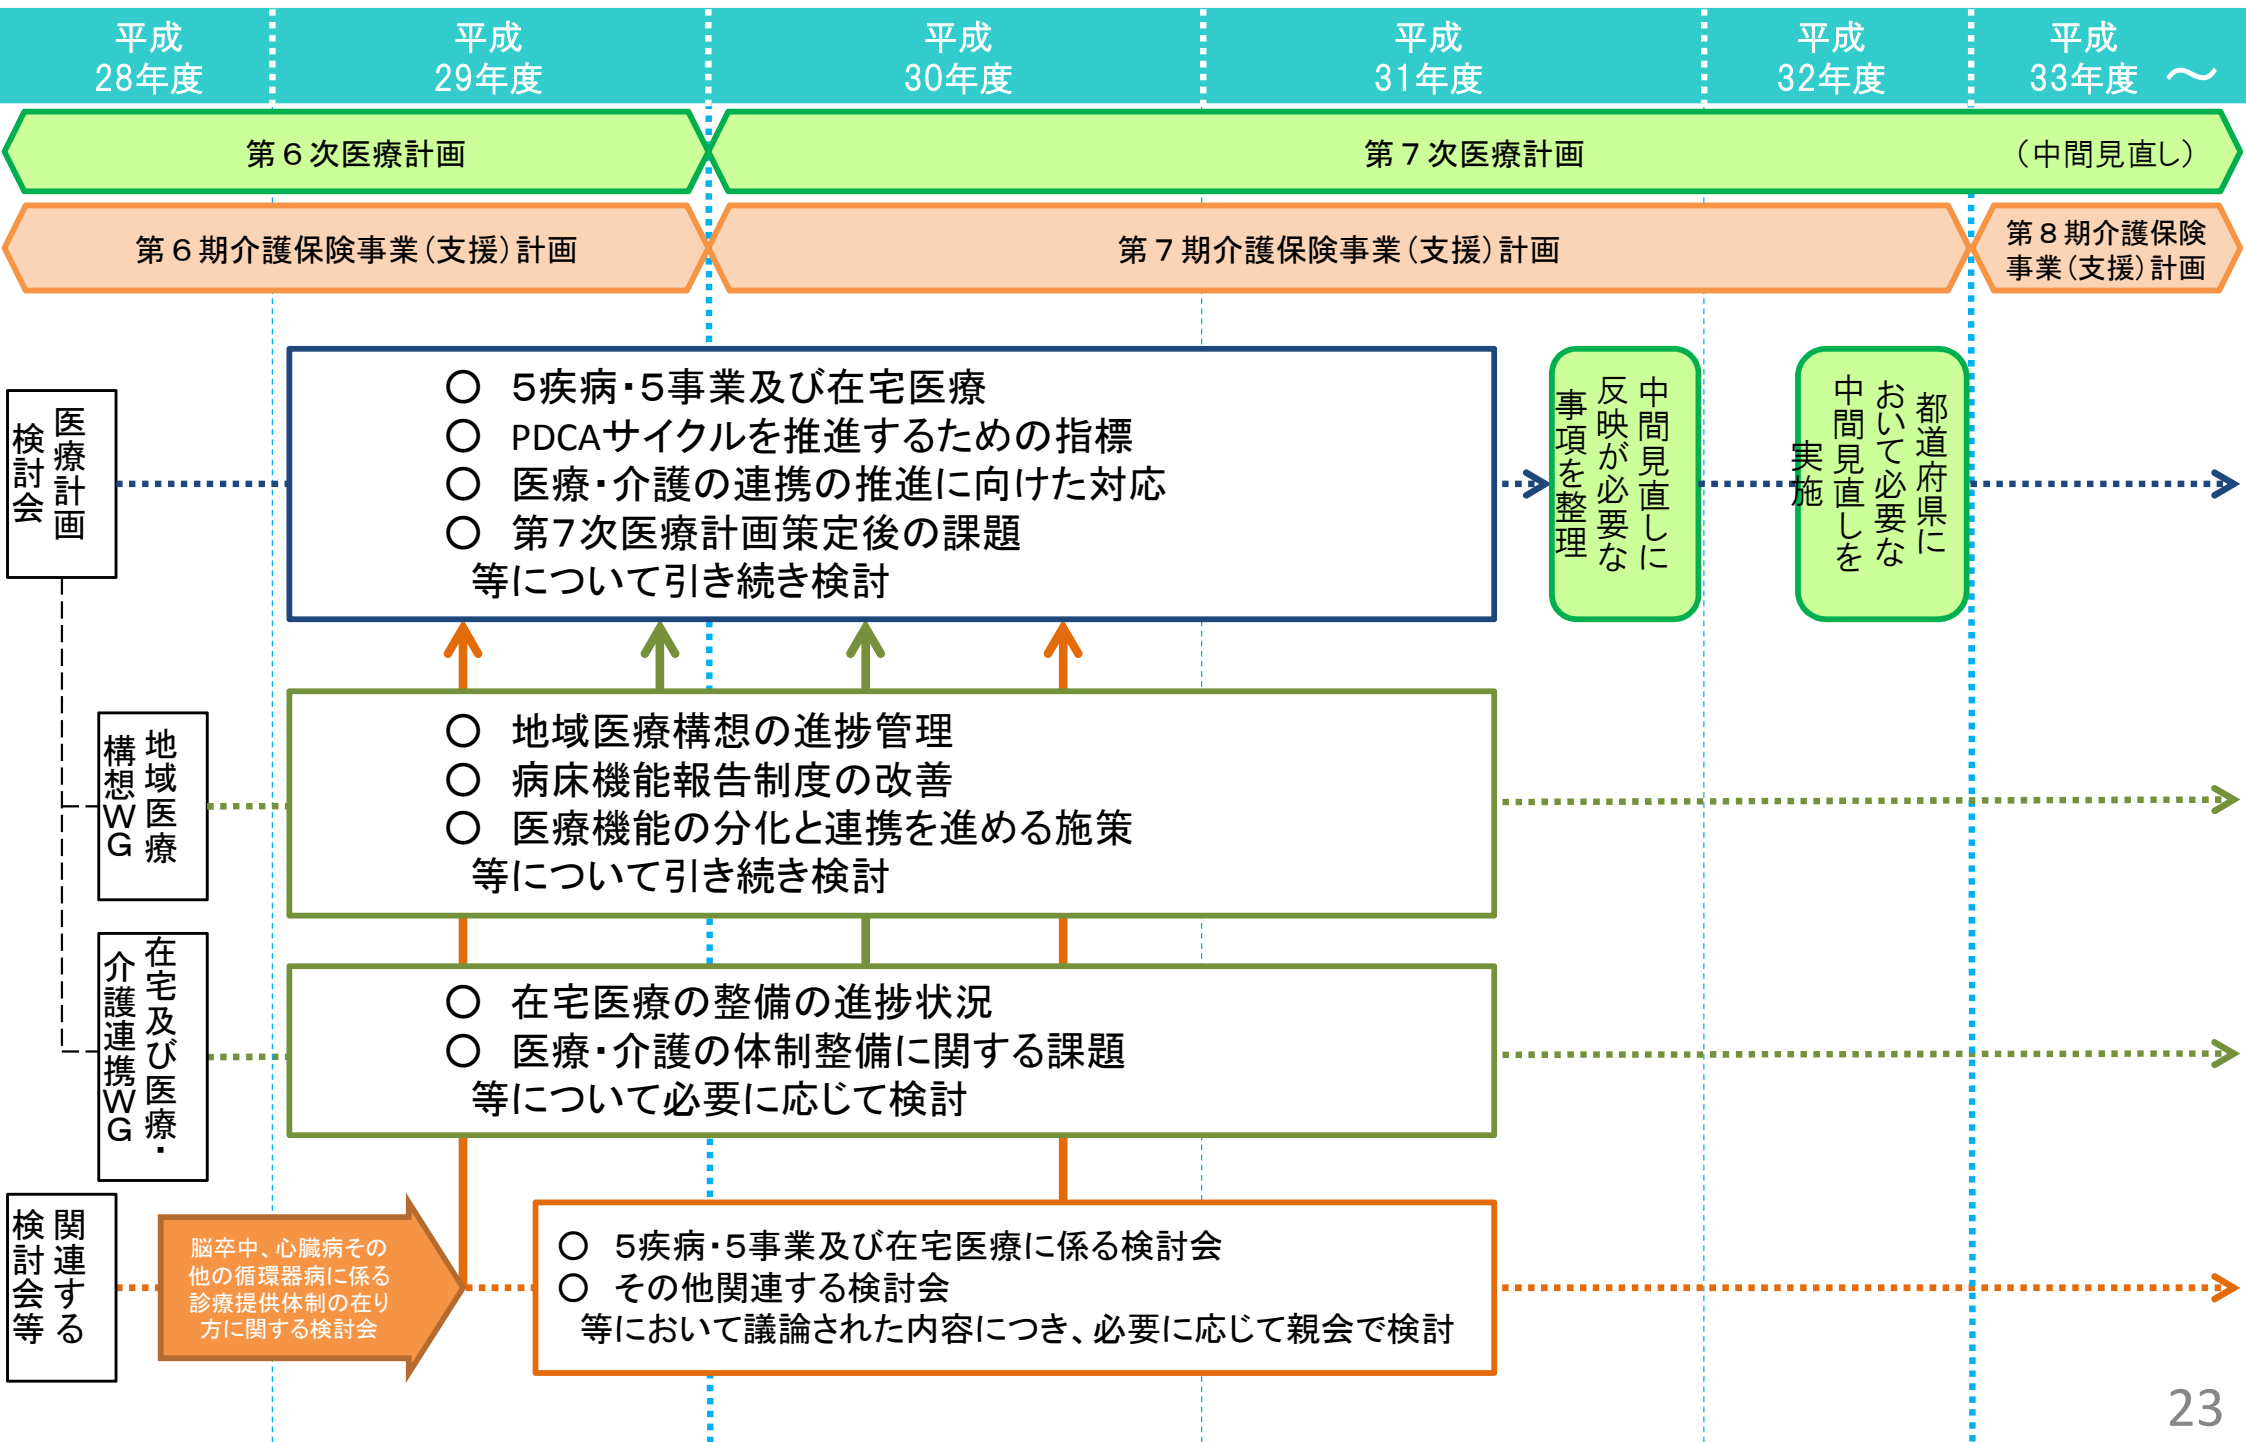 平成
28年度
平成
29年度
平成
30年度
平成
31年度
平成
32年度
平成
33年度 ～
第６次医療計画
第７次医療計画
（中間見直し）
第６期介護保険事業（支援）計画
第７期介護保険事業（支援）計画
第８期介護保険
事業（支援）計画
医療計画
検討会
○ 5疾病・5事業及び在宅医療
○ PDCAサイクルを推進するための指標
○ 医療・介護の連携の推進に向けた対応
○ 第7次医療計画策定後の課題
等について引き続き検討
中間見直しに
反映が必要な
事項を整理
都道府県に
おいて必要な
中間見直しを
実施
地域医療
構想WG
○ 地域医療構想の進捗管理
○ 病床機能報告制度の改善
○ 医療機能の分化と連携を進める施策
等について引き続き検討
在宅及び医療・
介護連携WG
○ 在宅医療の整備の進捗状況
○ 医療・介護の体制整備に関する課題
等について必要に応じて検討
関連する
検討会等
脳卒中、心臓病その
他の循環器病に係る
診療提供体制の在り
方に関する検討会
○ 5疾病・5事業及び在宅医療に係る検討会
○ その他関連する検討会
等において議論された内容につき、必要に応じて親会で検討
23